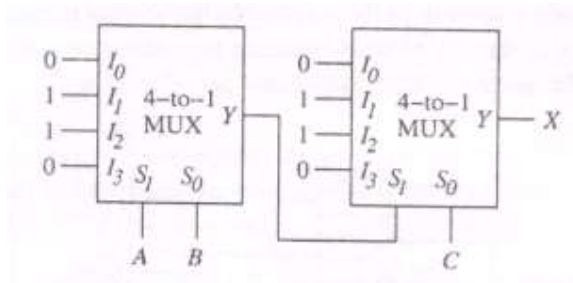 0 I0
1 I1
1 I2
0 I3
4–to–1
MUX
Y
S1 S0
A B
0 I0
1 I1
1 I2
0 I3
4–to–1
MUX
Y
X
S1 S0
C